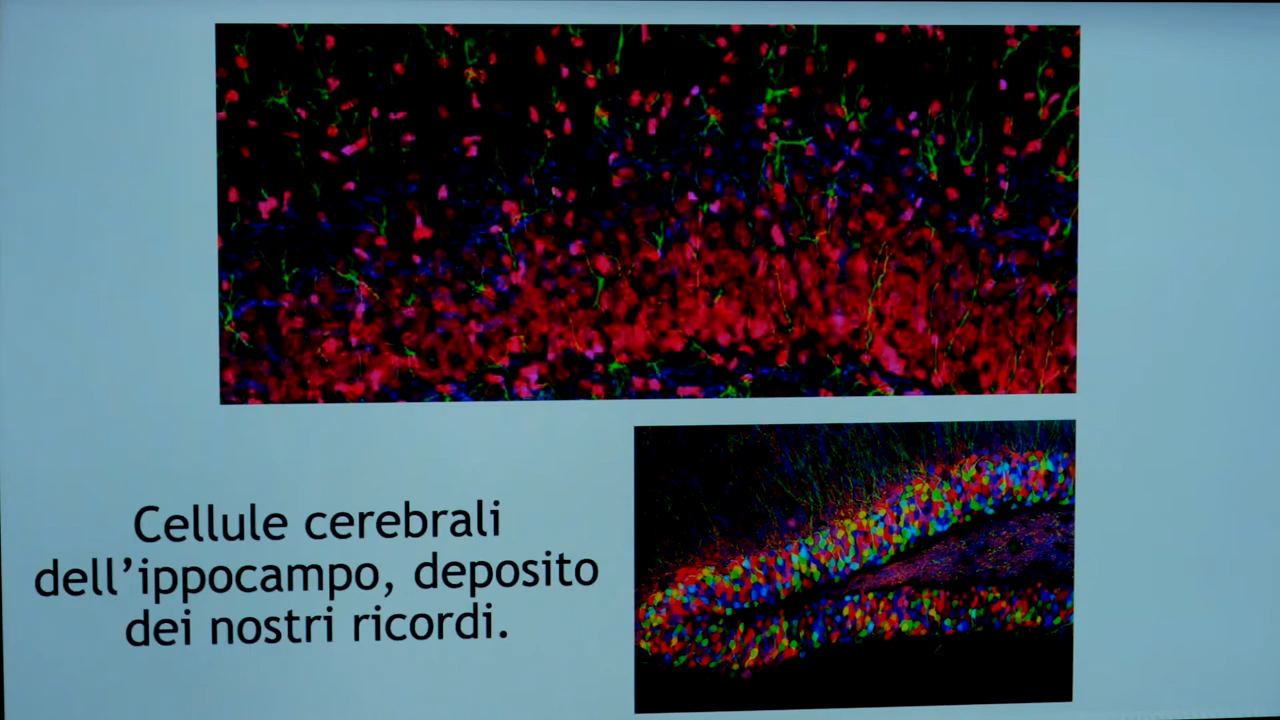 Cellule cerebrali
dell’ippocampo, deposito
dei nostri ricordi.